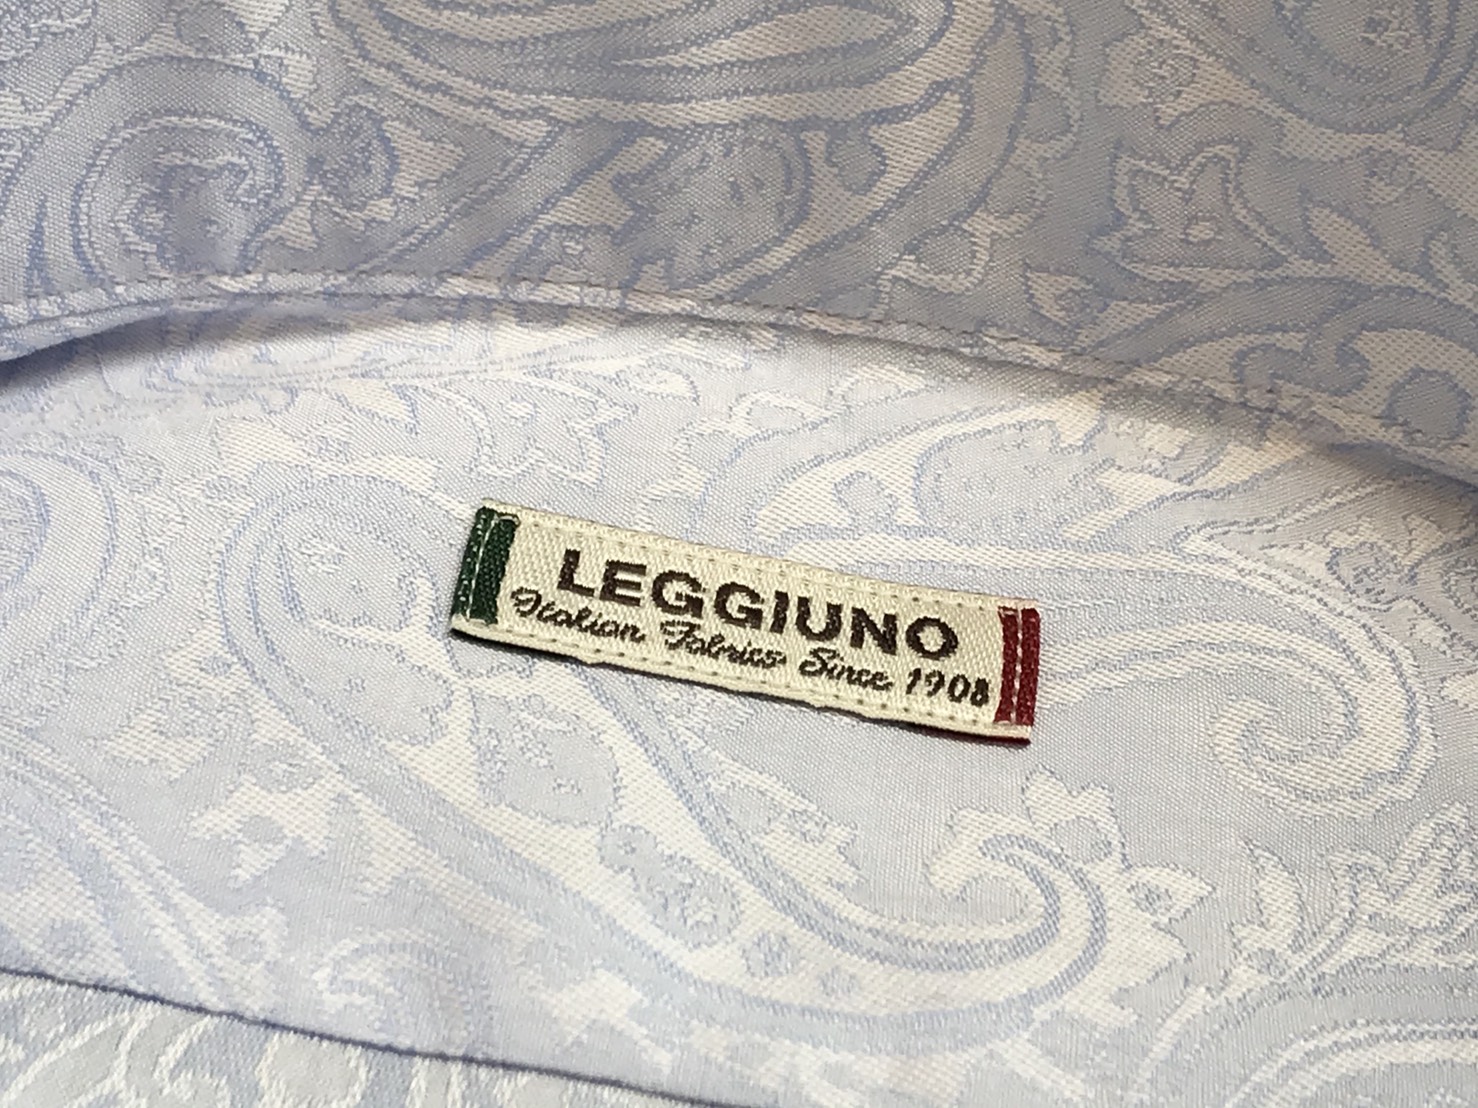 LEGGIUNO
Italian Fabrics Since 1908